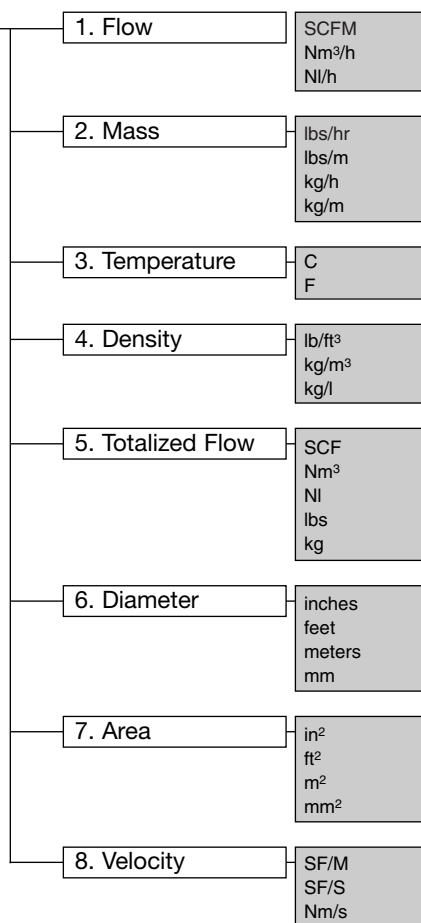 1. Flow
SCFM
Nm³/h
Nl/h
2. Mass
lbs/hr
lbs/m
kg/h
kg/m
3. Temperature
C
F
4. Density
lb/ft³
kg/m³
kg/l
5. Totalized Flow
SCF
Nm³
Nl
lbs
kg
6. Diameter
inches
feet
meters
mm
7. Area
in²
ft²
m²
mm²
8. Velocity
SF/M
SF/S
Nm/s